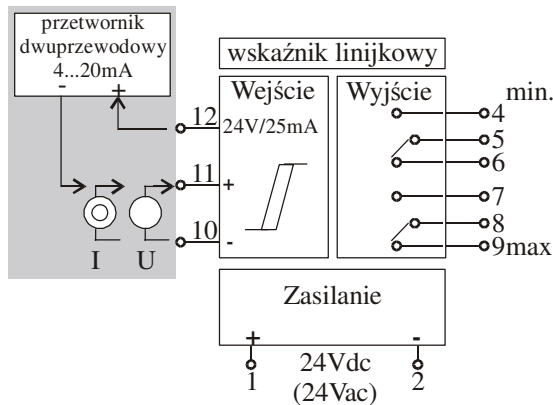 przetwornik
dwuprzewodowy
4...20mA
- +
wskaźnik linijkowy
Wejście
Wyjście
min.
12
24V/25mA
4
5
6
11
+
7
8
10
-
9max
I U
Zasilanie
+ -
1
24Vdc
2
(24Vac)